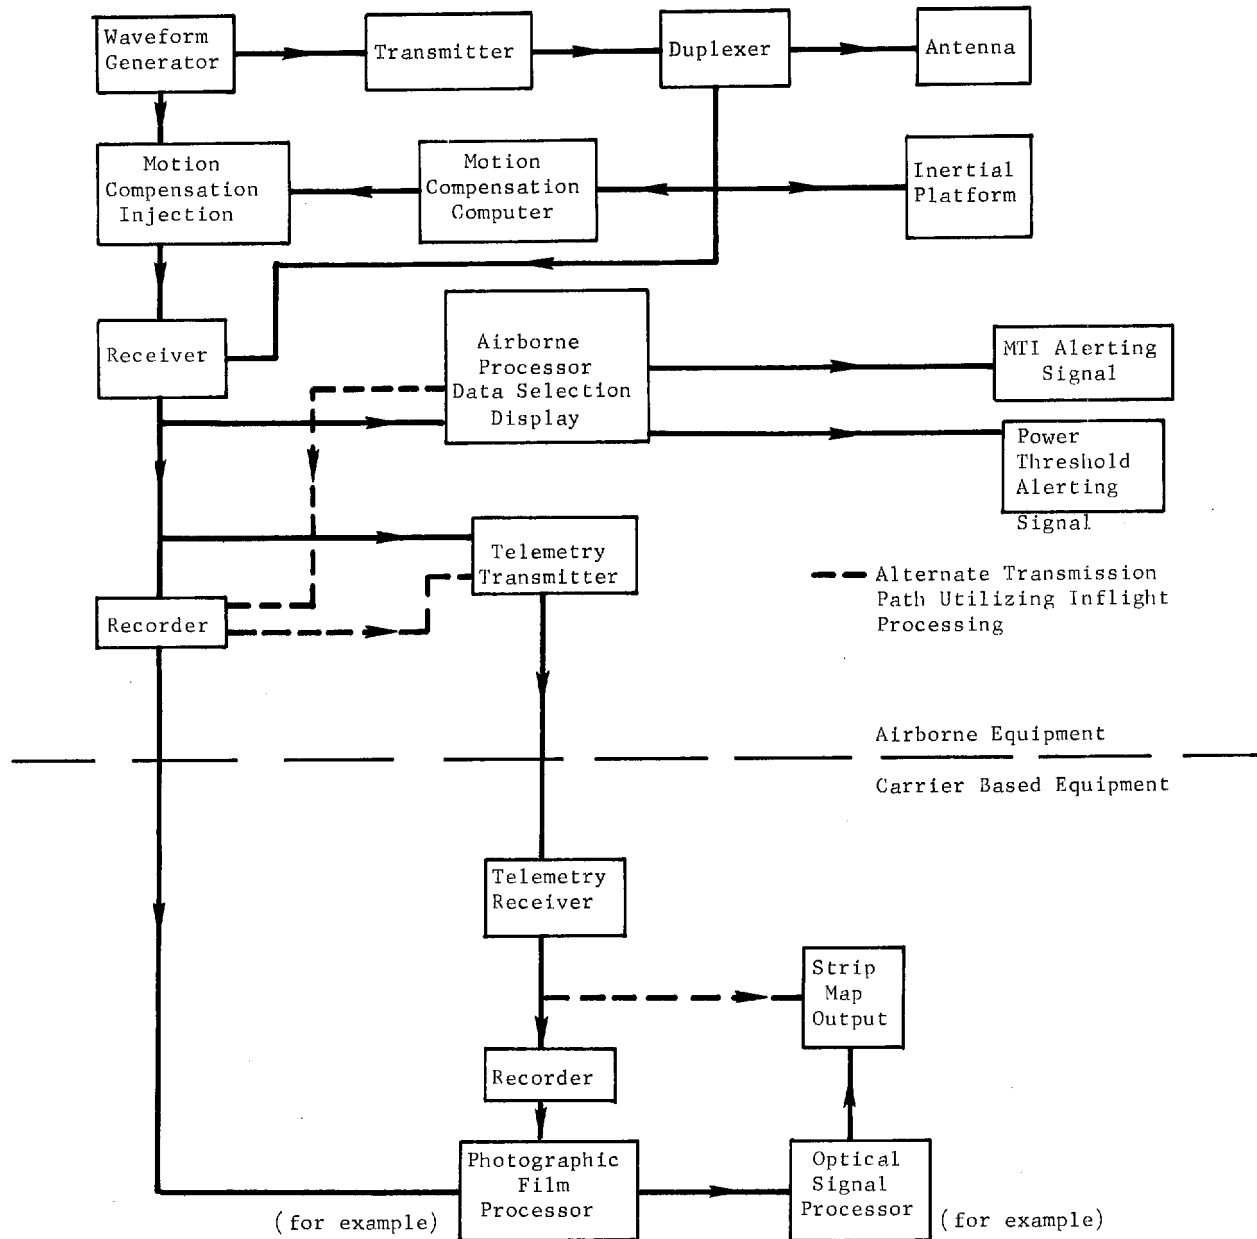 Waveform
Generator
Transmitter
Duplexer
Antenna
Motion
Compensation
Injection
Motion
Compensation
Computer
Inertial
Platform
Receiver
Airborne
Processor
Data Selection
Display
MTI Alerting
Signal
Power
Threshold
Alerting
Signal
Telemetry
Transmitter
Alternate Transmission
Path Utilizing Inflight
Processing
Recorder
Airborne Equipment
Carrier Based Equipment
Telemetry
Receiver
Strip
Map
Output
Recorder
Photographic
Film
Processor
(for example)
Optical
Signal
Processor
(for example)